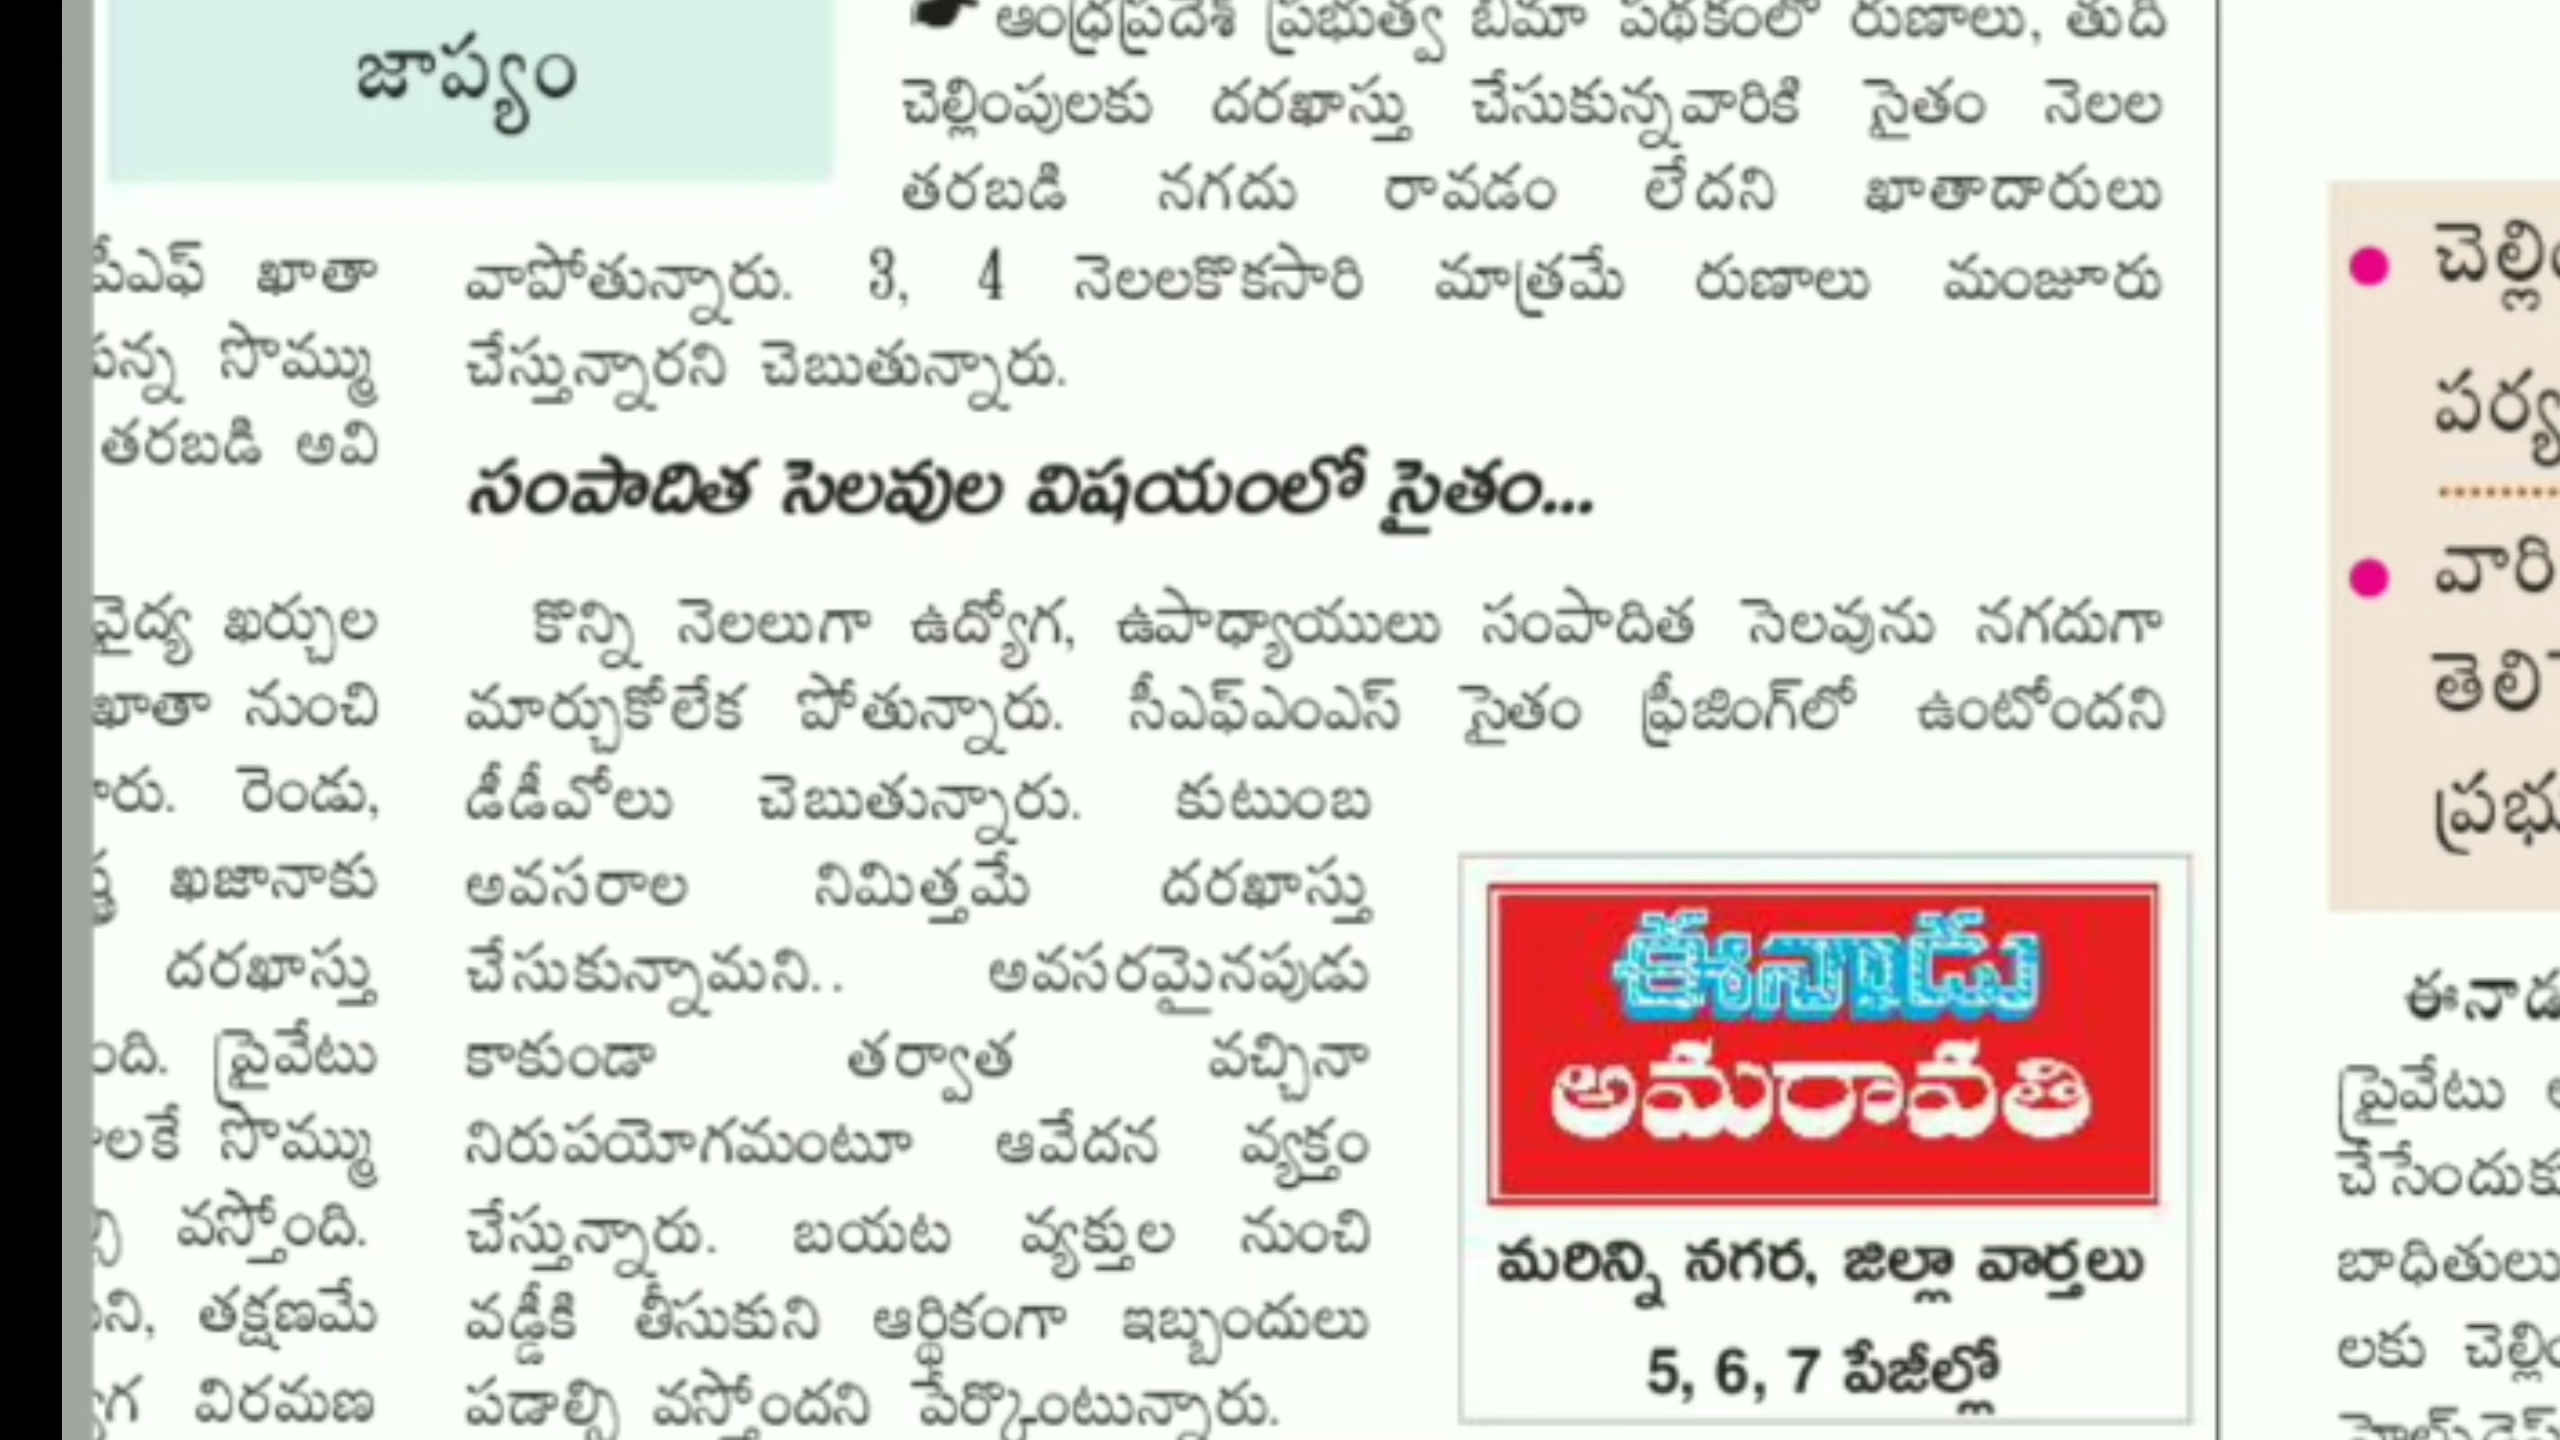 జాప్యం
ఆంధ్రప్రదేశ్ ప్రభుత్వ బీమా పథకంలో రుణాలు, తుది
చెల్లింపులకు దరఖాస్తు చేసుకున్నవారికి సైతం నెలల
తరబడి నగదు రావడం లేదని ఖాతాదారులు
వాపోతున్నారు. 3, 4 నెలలకొకసారి మాత్రమే రుణాలు మంజూరు
చేస్తున్నారని చెబుతున్నారు.
సంపాదిత సెలవుల విషయంలో సైతం...
కొన్ని నెలలుగా ఉద్యోగ, ఉపాధ్యాయులు సంపాదిత సెలవును నగదుగా
మార్చుకోలేక పోతున్నారు. సీఎఫ్ఎంఎస్ సైతం ఫ్రీజింగ్‌లో ఉంటోందని
డీడీవోలు చెబుతున్నారు. కుటుంబ
అవసరాల నిమిత్తమే దరఖాస్తు
చేసుకున్నామని.. అవసరమైనపుడు
కాకుండా తర్వాత వచ్చినా
నిరుపయోగమంటూ ఆవేదన వ్యక్తం
చేస్తున్నారు. బయట వ్యక్తుల నుంచి
వడ్డీకి తీసుకుని ఆర్థికంగా ఇబ్బందులు
పడాల్సి వస్తోందని పేర్కొంటున్నారు.
పీఎఫ్ ఖాతా
సొమ్ము
తరబడి అవి
వైద్య ఖర్చుల
ఖాతా నుంచి
రెండు,
ఖజానాకు
దరఖాస్తు
ప్రైవేటు
సొమ్ము
వస్తోంది.
తక్షణమే
విరమణ
ఈనాడు
అమరావతి
మరిన్ని నగర, జిల్లా వార్తలు
5, 6, 7 పేజీల్లో
వారి
ప్రైవేటు
బాధితులు
లకు